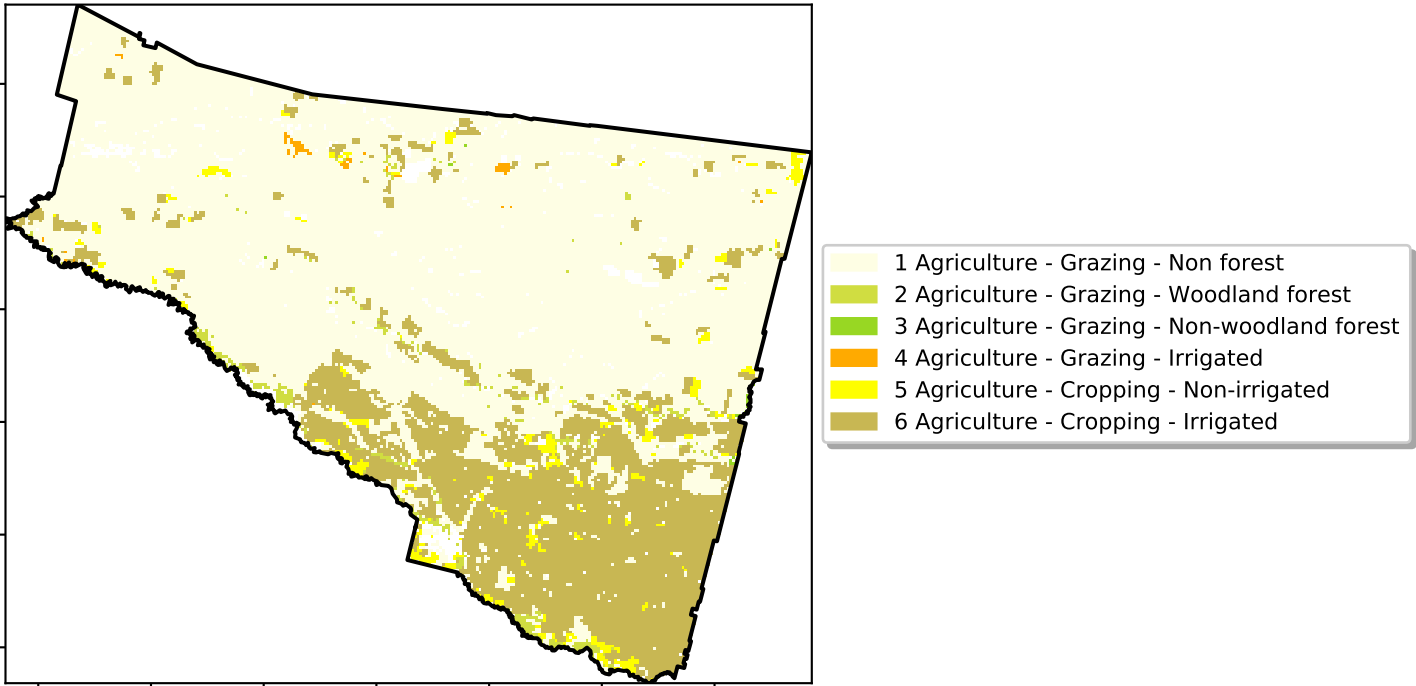 1 Agriculture - Grazing - Non forest
2 Agriculture - Grazing - Woodland forest
3 Agriculture - Grazing - Non-woodland forest
4 Agriculture - Grazing - Irrigated
5 Agriculture - Cropping - Non-irrigated
6 Agriculture - Cropping - Irrigated